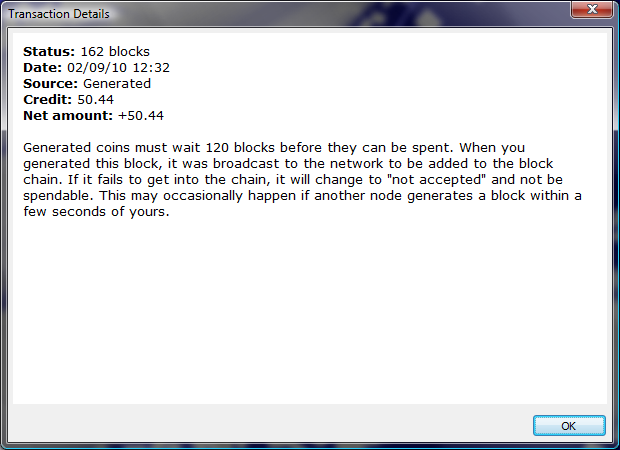 Transaction Details
Status: 162 blocks
Date: 02/09/10 12:32
Source: Generated
Credit: 50.44
Net amount: +50.44
Generated coins must wait 120 blocks before they can be spent. When you
generated this block, it was broadcast to the network to be added to the block
chain. If it fails to get into the chain, it will change to "not accepted" and not be
spendable. This may occasionally happen if another node generates a block within a
few seconds of yours.
OK